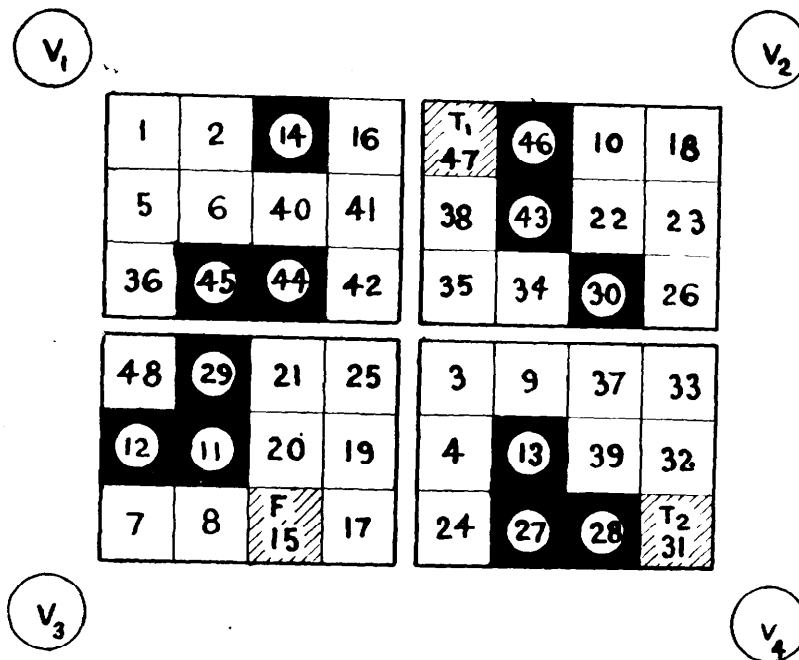 V₁ V₂
1 2 14 16 T₁ 47 46 10 18
5 6 40 41 38 43 22 23
36 45 44 42 35 34 30 26
48 29 21 25 3 9 37 33
12 11 20 19 4 13 39 32
7 8 F 15 17 24 27 28 T₂ 31
V₃ V₄